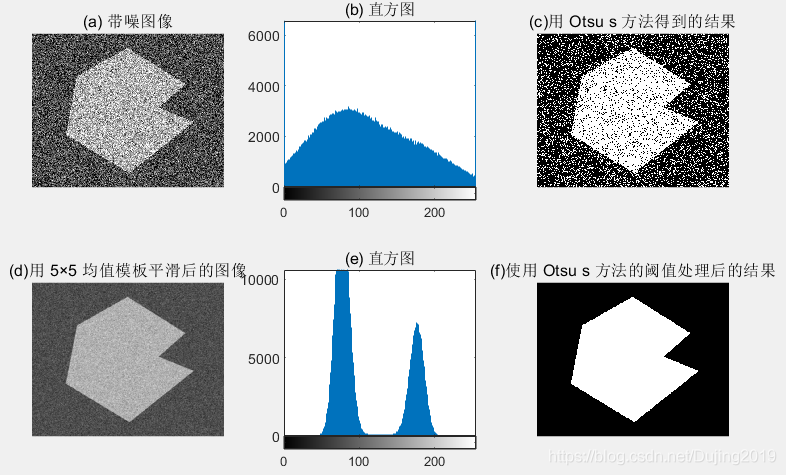 (a) 带噪图像
(b) 直方图
(c)用 Otsu s 方法得到的结果
6000
4000
2000
0
0 100 200
(d)用 5×5 均值模板平滑后的图像
(e) 直方图
(f)使用 Otsu s 方法的阈值处理后的结果
10000
5000
0
0 100 200
https://blog.csdn.net/Dujing2019